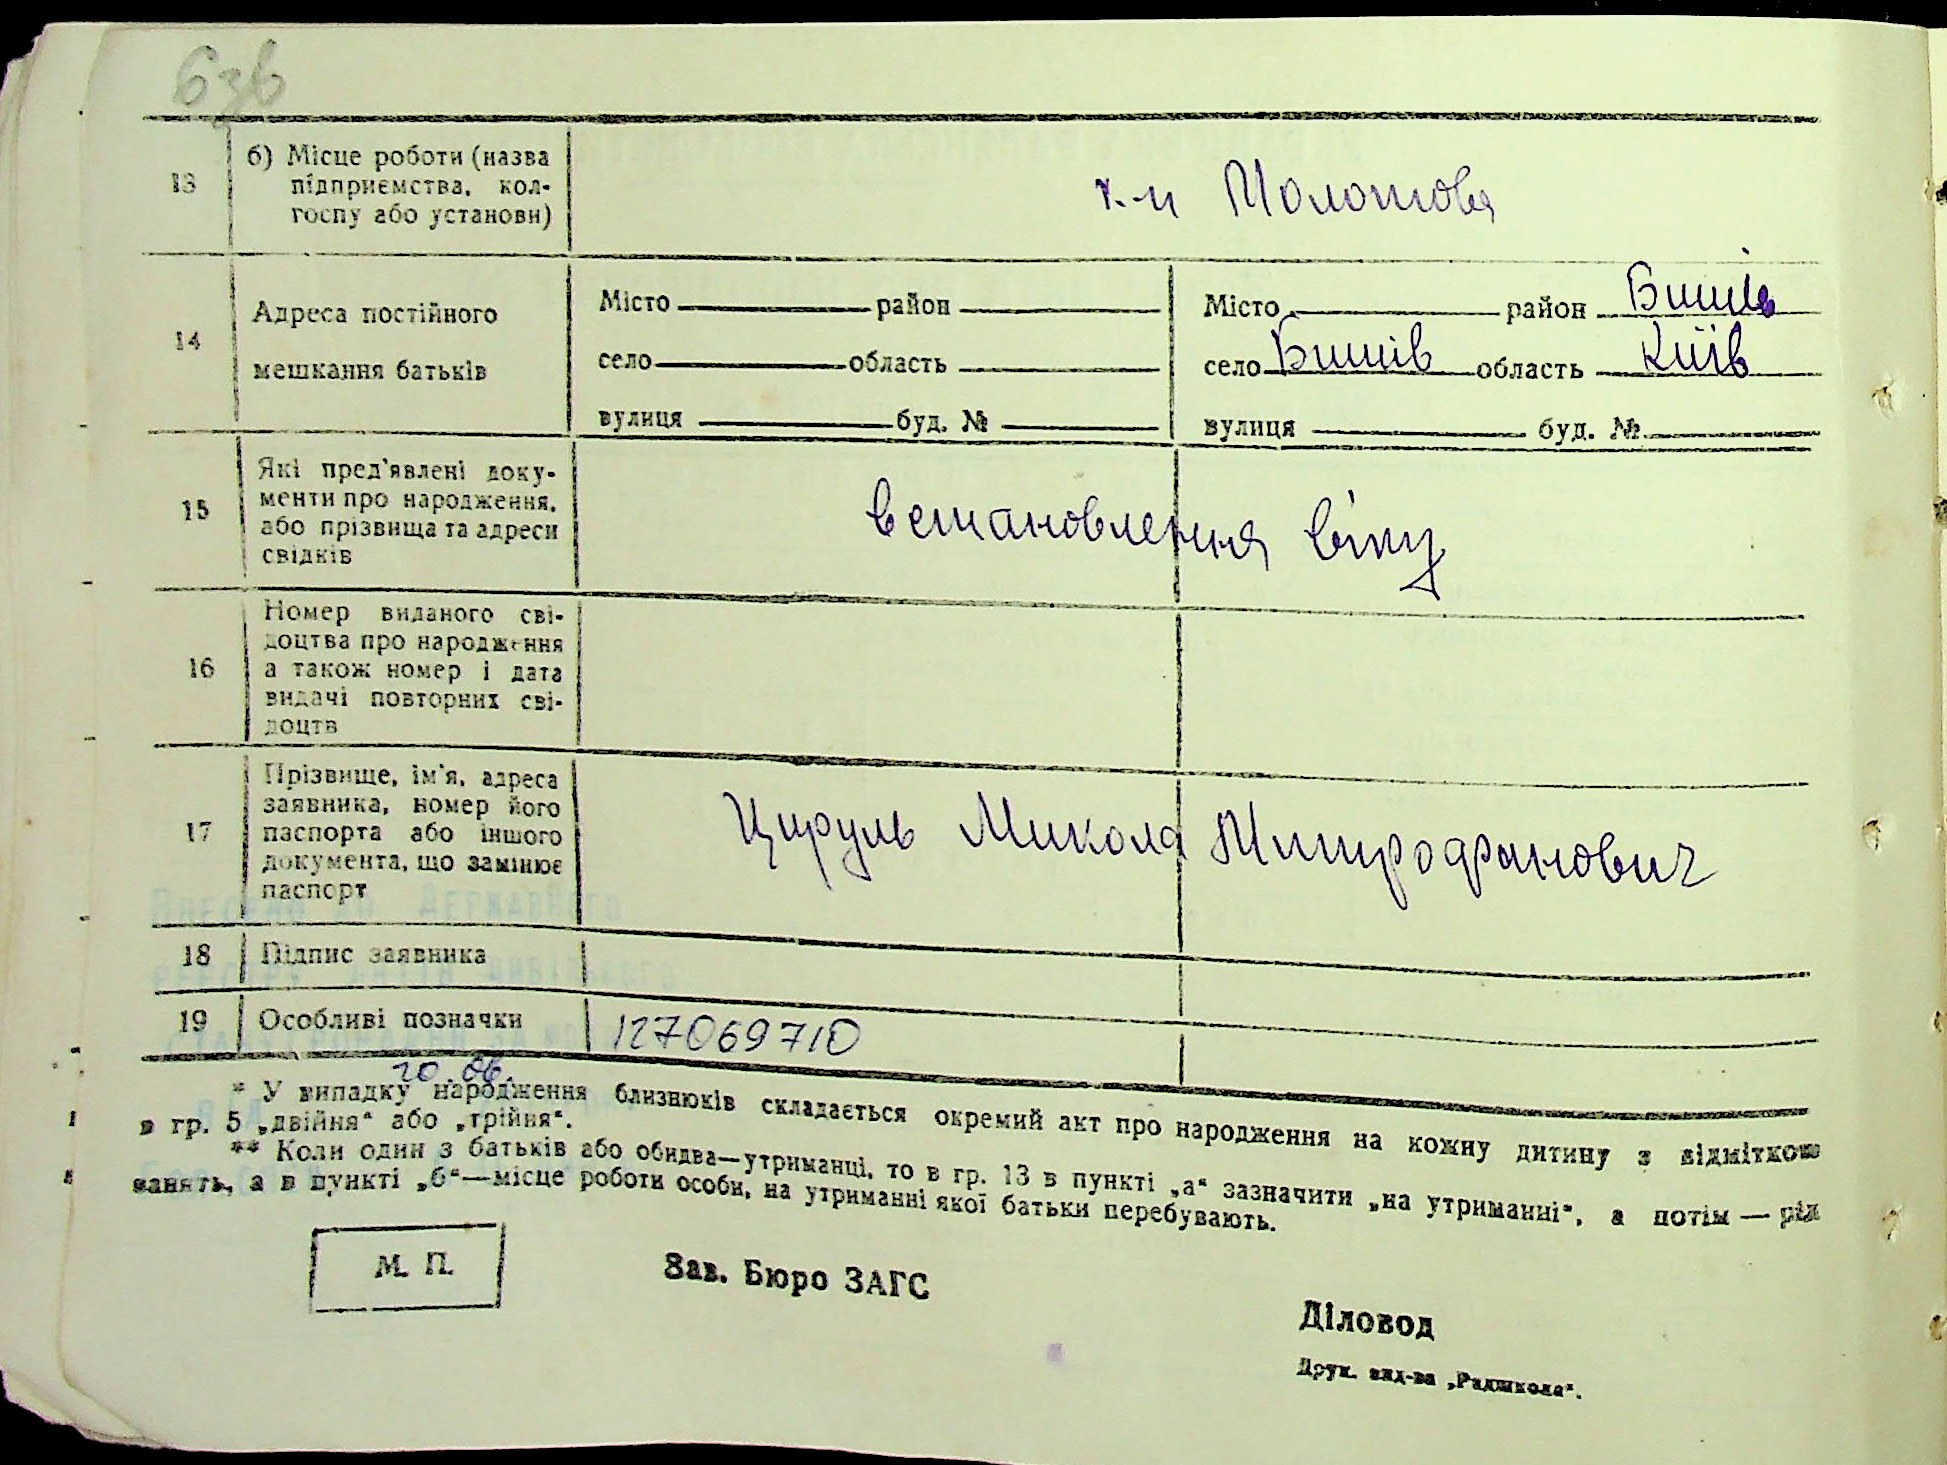 6зв
13 б) Місце роботи (назва
підприємства, кол-
госпу або установи)
к-п Молотова
14 Адреса постійного
мешкання батьків
Місто район
село область
вулиця буд. №
Місто район Бишів
село Бишів область Київ
вулиця буд. №
15 Які пред'явлені доку-
менти про народження,
або прізвища та адреси
свідків
Встановлення віку
16 Номер виданого сві-
доцтва про народження
а також номер і дата
видачі повторних сві-
доцтв
17 Прізвище, ім'я, адреса
заявника, номер його
паспорта або іншого
документа, що замінює
паспорт
Цируль Микола Митрофанович
18 Підпис заявника
19 Особливі позначки
127069710
20.06.
* У випадку народження близнюків складається окремий акт про народження на кожну дитину з відміткою
в гр. 5 „двійня“ або „трійня“.
** Коли один з батьків або обидва—утриманці, то в гр. 13 в пункті „а“ зазначити „на утриманні“, а потім — рід
занять, а в пункті „б“—місце роботи особи, на утриманні якої батьки перебувають.
М. П.
Зав. Бюро ЗАГС
Діловод
Друк. вид-ва „Радшкола“.